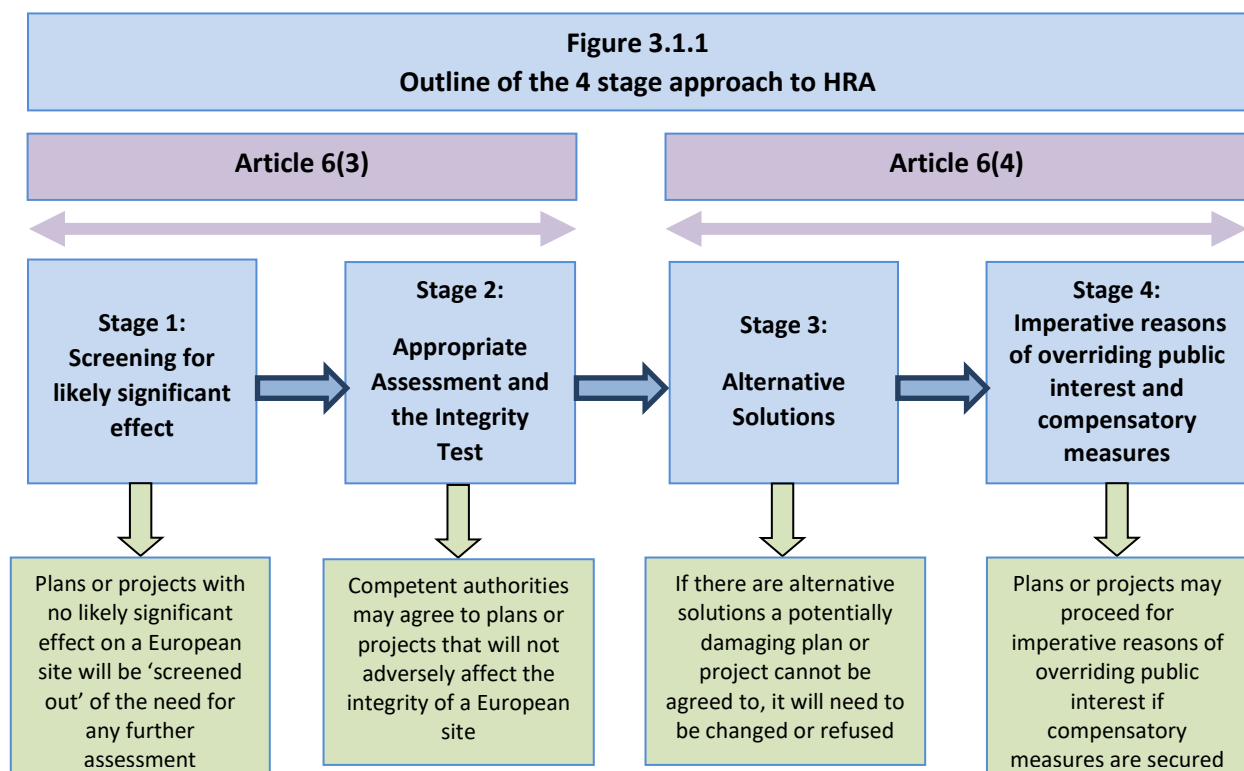 Figure 3.1.1
Outline of the 4 stage approach to HRA
Article 6(3)
Article 6(4)
Stage 1:
Screening for
likely significant
effect
Stage 2:
Appropriate
Assessment and
the Integrity
Test
Stage 3:
Alternative
Solutions
Stage 4:
Imperative reasons
of overriding public
interest and
compensatory
measures
Plans or projects with
no likely significant
effect on a European
site will be ‘screened
out’ of the need for
any further
assessment
Competent authorities
may agree to plans or
projects that will not
adversely affect the
integrity of a European
site
If there are alternative
solutions a potentially
damaging plan or
project cannot be
agreed to, it will need to
be changed or refused
Plans or projects may
proceed for
imperative reasons of
overriding public
interest if
compensatory
measures are secured